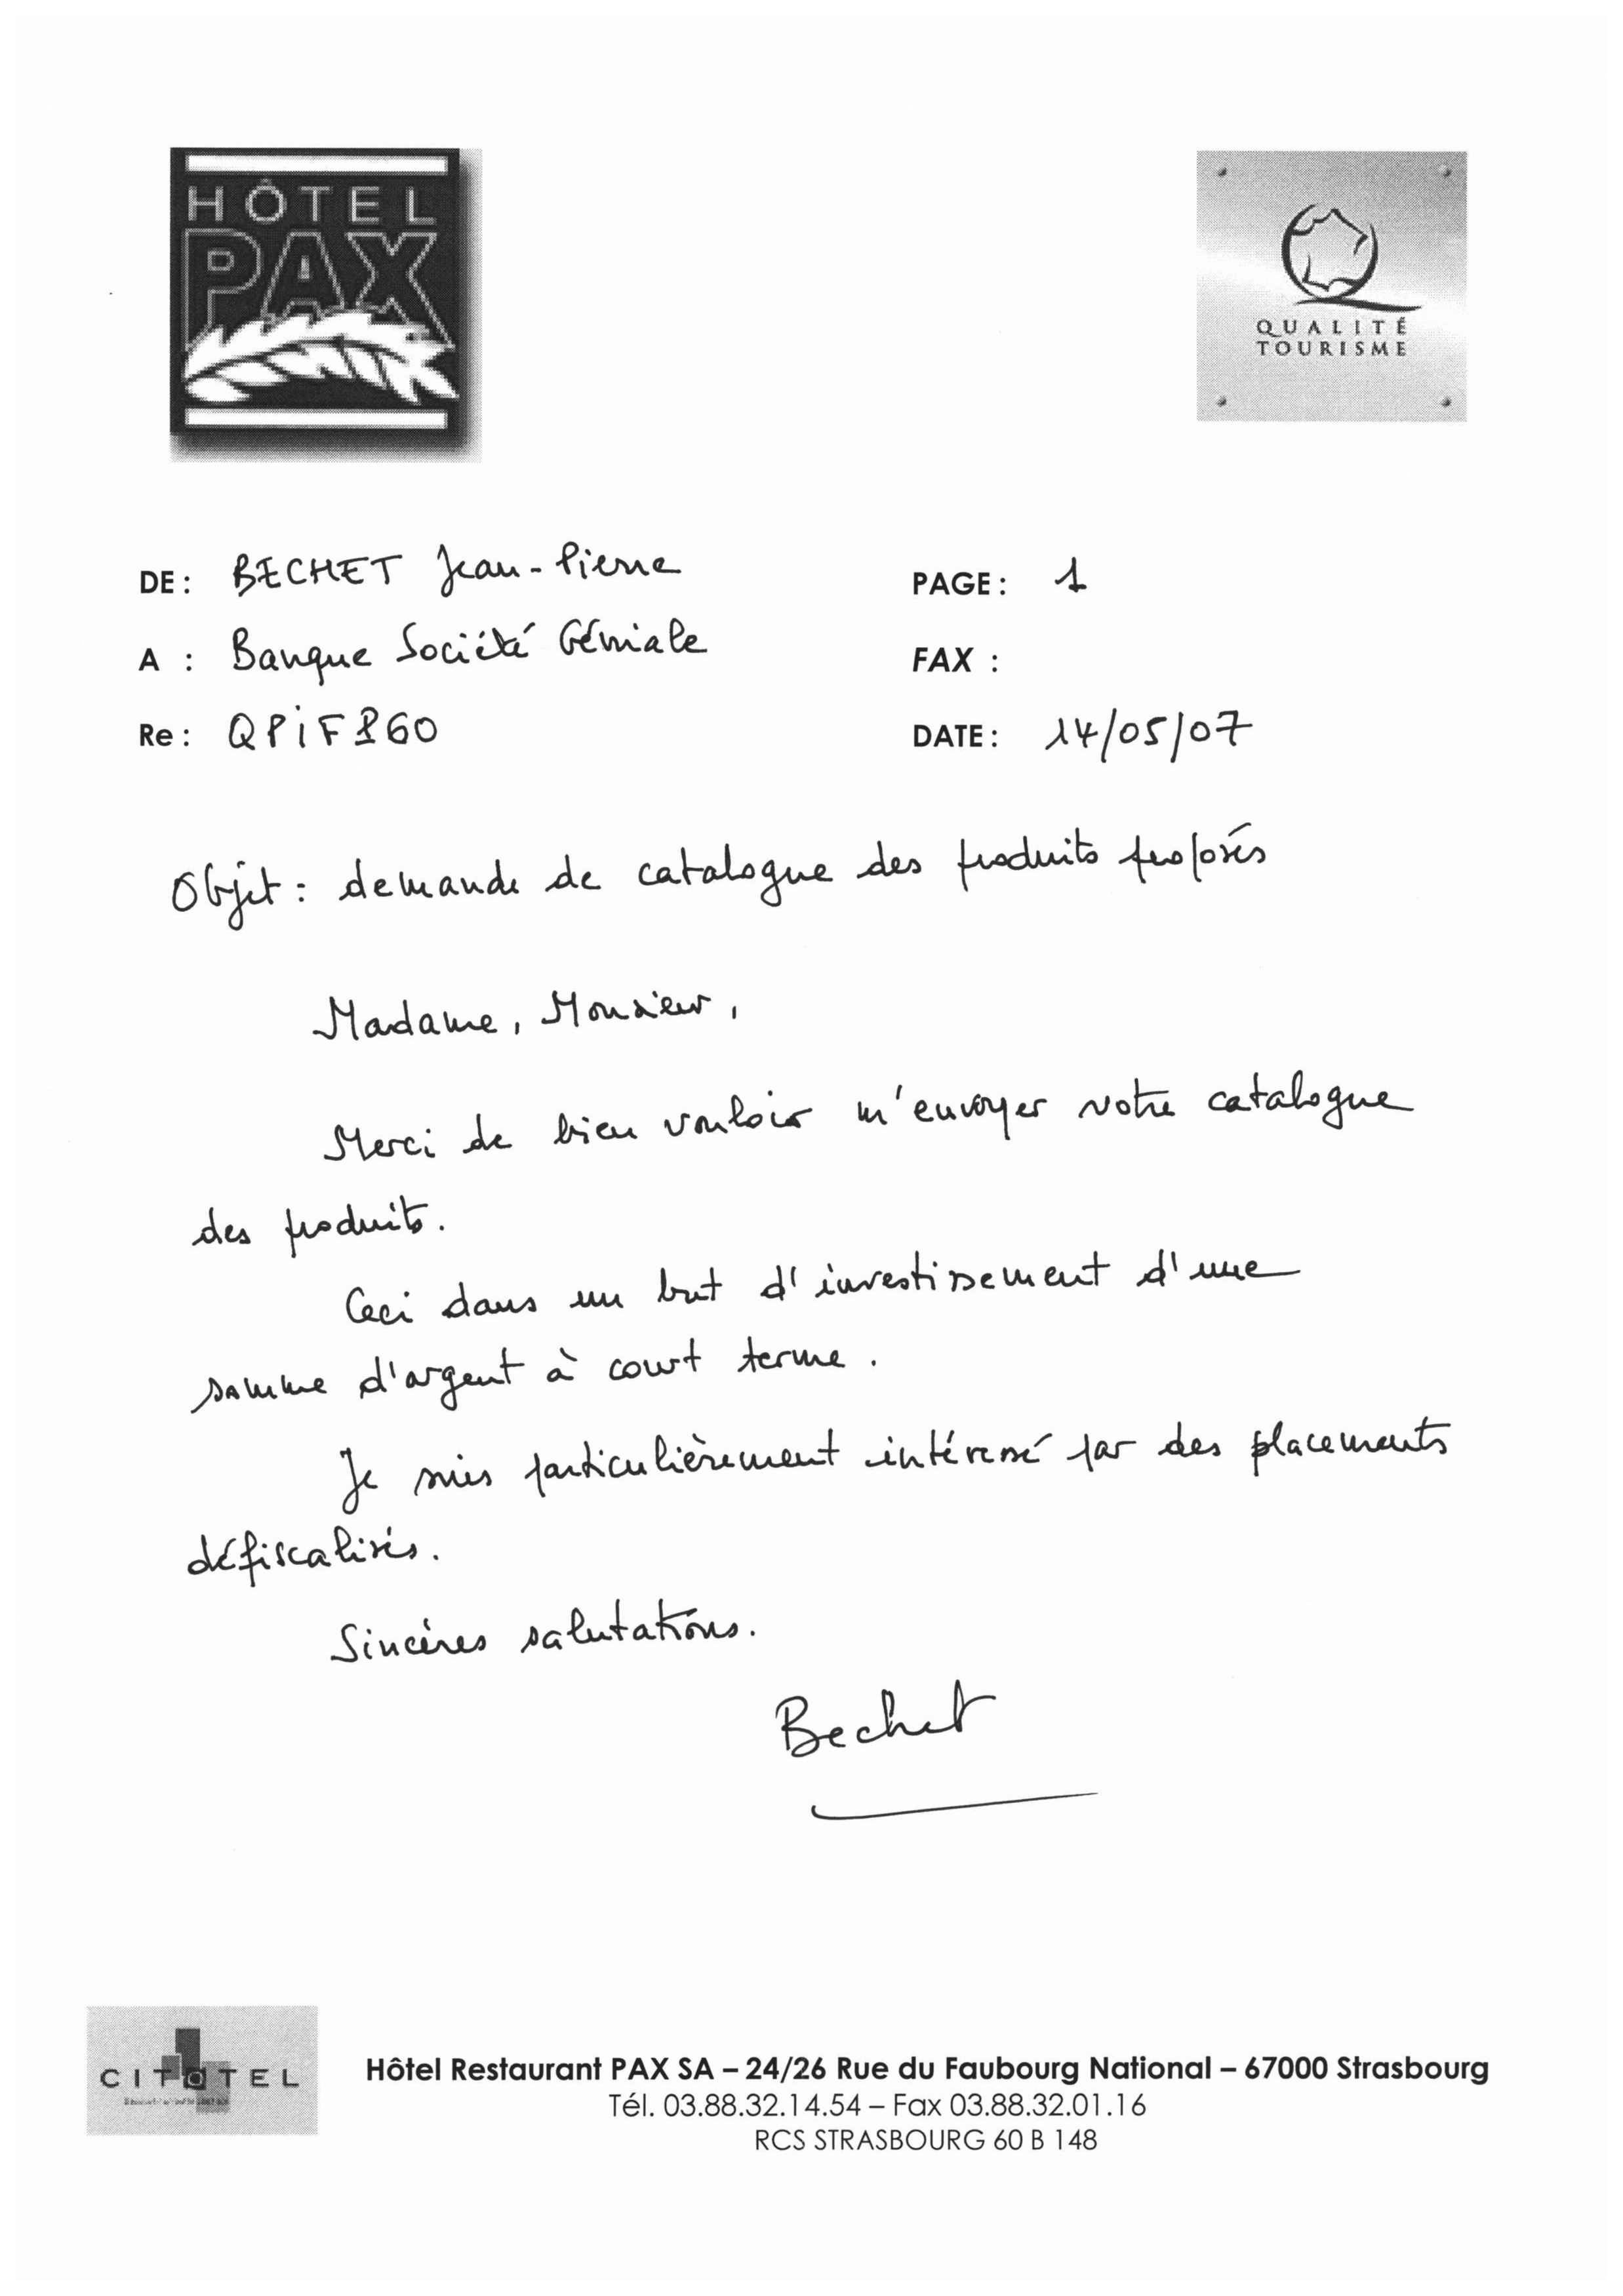 HÔTEL
PAX
QUALITÉ
TOURISME
DE : BECHET Jean-Pierre
PAGE : 1
A : Banque Société Géniale
FAX :
Re : QPiF260
DATE : 14/05/07
Objet : demande de catalogue des produits proposés
Madame, Monsieur,
Merci de bien vouloir m'envoyer votre catalogue
des produits.
Ceci dans un but d'investissement d'une
somme d'argent à court terme.
Je suis particulièrement intéressé par des placements
défiscalisés.
Sincères salutations.
Bechet
CITOTEL
Hôtel Restaurant PAX SA – 24/26 Rue du Faubourg National – 67000 Strasbourg
Tél. 03.88.32.14.54 – Fax 03.88.32.01.16
RCS STRASBOURG 60 B 148